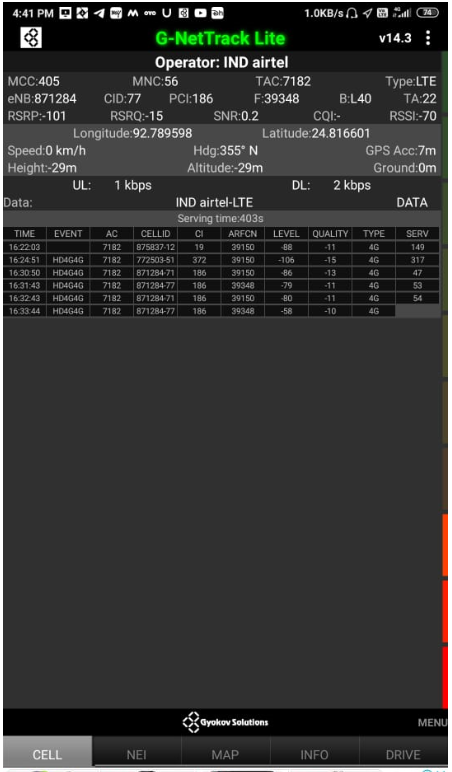 4:41 PM 1.0KB/s 4G 74
G-NetTrack Lite v14.3
Operator: IND airtel
MCC:405 MNC:56 TAC:7182 Type:LTE
eNB:871284 CID:77 PCI:186 F:39348 B:L40 TA:22
RSRP:-101 RSRQ:-15 SNR:0.2 CQI:- RSSI:-70
Longitude:92.789598 Latitude:24.816601
Speed:0 km/h Hdg:355° N GPS Acc:7m
Height:-29m Altitude:-29m Ground:0m
UL: 1 kbps DL: 2 kbps
Data: IND airtel-LTE DATA
Serving time:403s
TIME EVENT AC CELLID CI ARFCN LEVEL QUALITY TYPE SERV
16:22:03 7182 875837-12 19 39150 -88 -11 4G 149
16:24:51 HD4G4G 7182 772503-51 372 39150 -106 -15 4G 317
16:30:50 HD4G4G 7182 871284-71 186 39150 -86 -13 4G 47
16:31:43 HD4G4G 7182 871284-77 186 39348 -79 -11 4G 53
16:32:43 HD4G4G 7182 871284-71 186 39150 -80 -11 4G 54
16:33:44 HD4G4G 7182 871284-77 186 39348 -58 -10 4G
Gyokov Solutions MENU
CELL NEI MAP INFO DRIVE